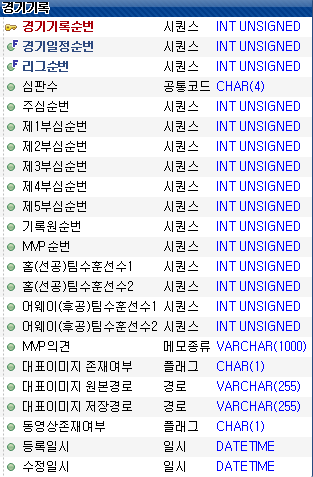 경기기록
경기기록순번 시퀀스 INT UNSIGNED
F 경기일정순번 시퀀스 INT UNSIGNED
F 리그순번 시퀀스 INT UNSIGNED
심판수 공통코드 CHAR(4)
주심순번 시퀀스 INT UNSIGNED
제1부심순번 시퀀스 INT UNSIGNED
제2부심순번 시퀀스 INT UNSIGNED
제3부심순번 시퀀스 INT UNSIGNED
제4부심순번 시퀀스 INT UNSIGNED
제5부심순번 시퀀스 INT UNSIGNED
기록원순번 시퀀스 INT UNSIGNED
MVP순번 시퀀스 INT UNSIGNED
홈(선공)팀수훈선수1 시퀀스 INT UNSIGNED
홈(선공)팀수훈선수2 시퀀스 INT UNSIGNED
어웨이(후공)팀수훈선수1 시퀀스 INT UNSIGNED
어웨이(후공)팀수훈선수2 시퀀스 INT UNSIGNED
MVP의견 메모종류 VARCHAR(1000)
대표이미지 존재여부 플래그 CHAR(1)
대표이미지 원본경로 경로 VARCHAR(255)
대표이미지 저장경로 경로 VARCHAR(255)
동영상존재여부 플래그 CHAR(1)
등록일시 일시 DATETIME
수정일시 일시 DATETIME